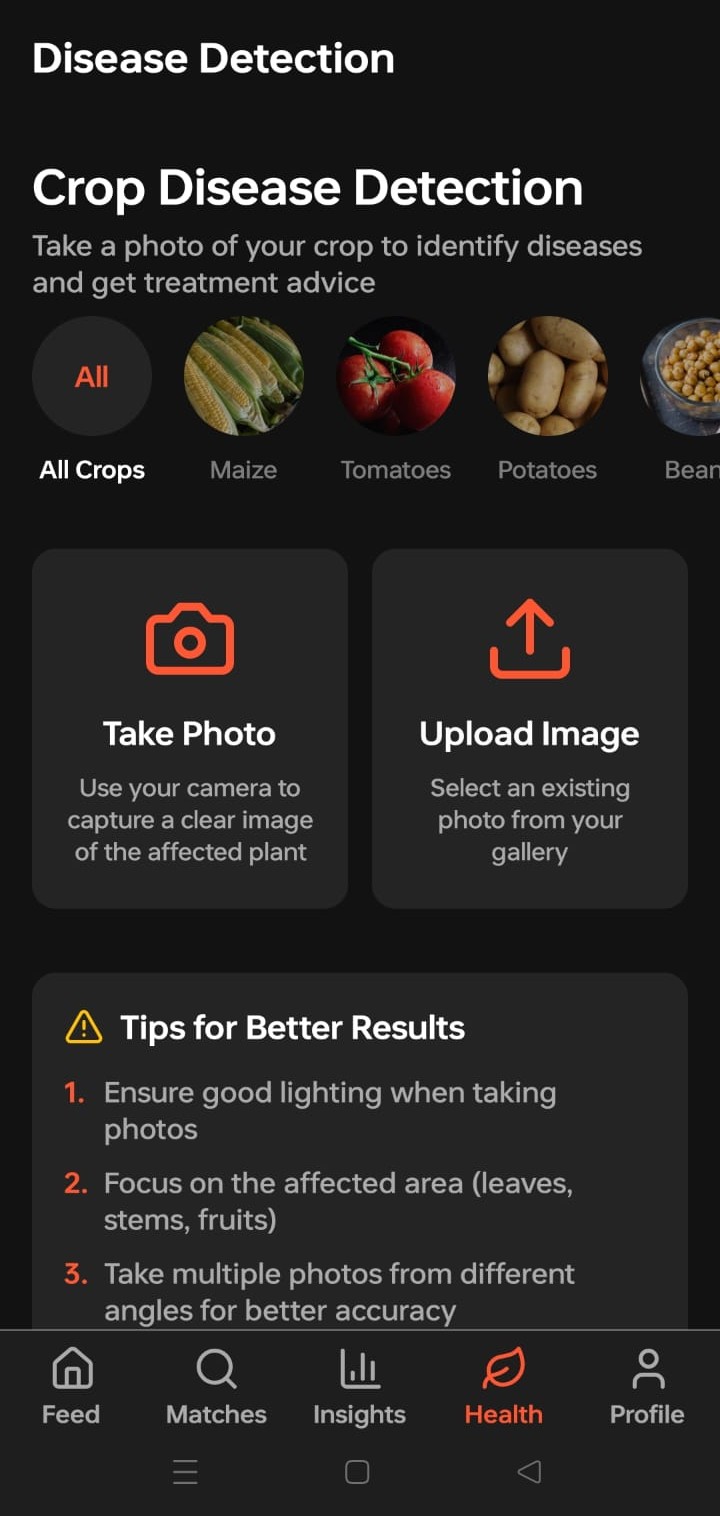 Disease Detection
Crop Disease Detection
Take a photo of your crop to identify diseases
and get treatment advice
All
All Crops
Maize
Tomatoes
Potatoes
Bean
Take Photo
Use your camera to
capture a clear image
of the affected plant
Upload Image
Select an existing
photo from your
gallery
Tips for Better Results
1. Ensure good lighting when taking
photos
2. Focus on the affected area (leaves,
stems, fruits)
3. Take multiple photos from different
angles for better accuracy
Feed
Matches
Insights
Health
Profile